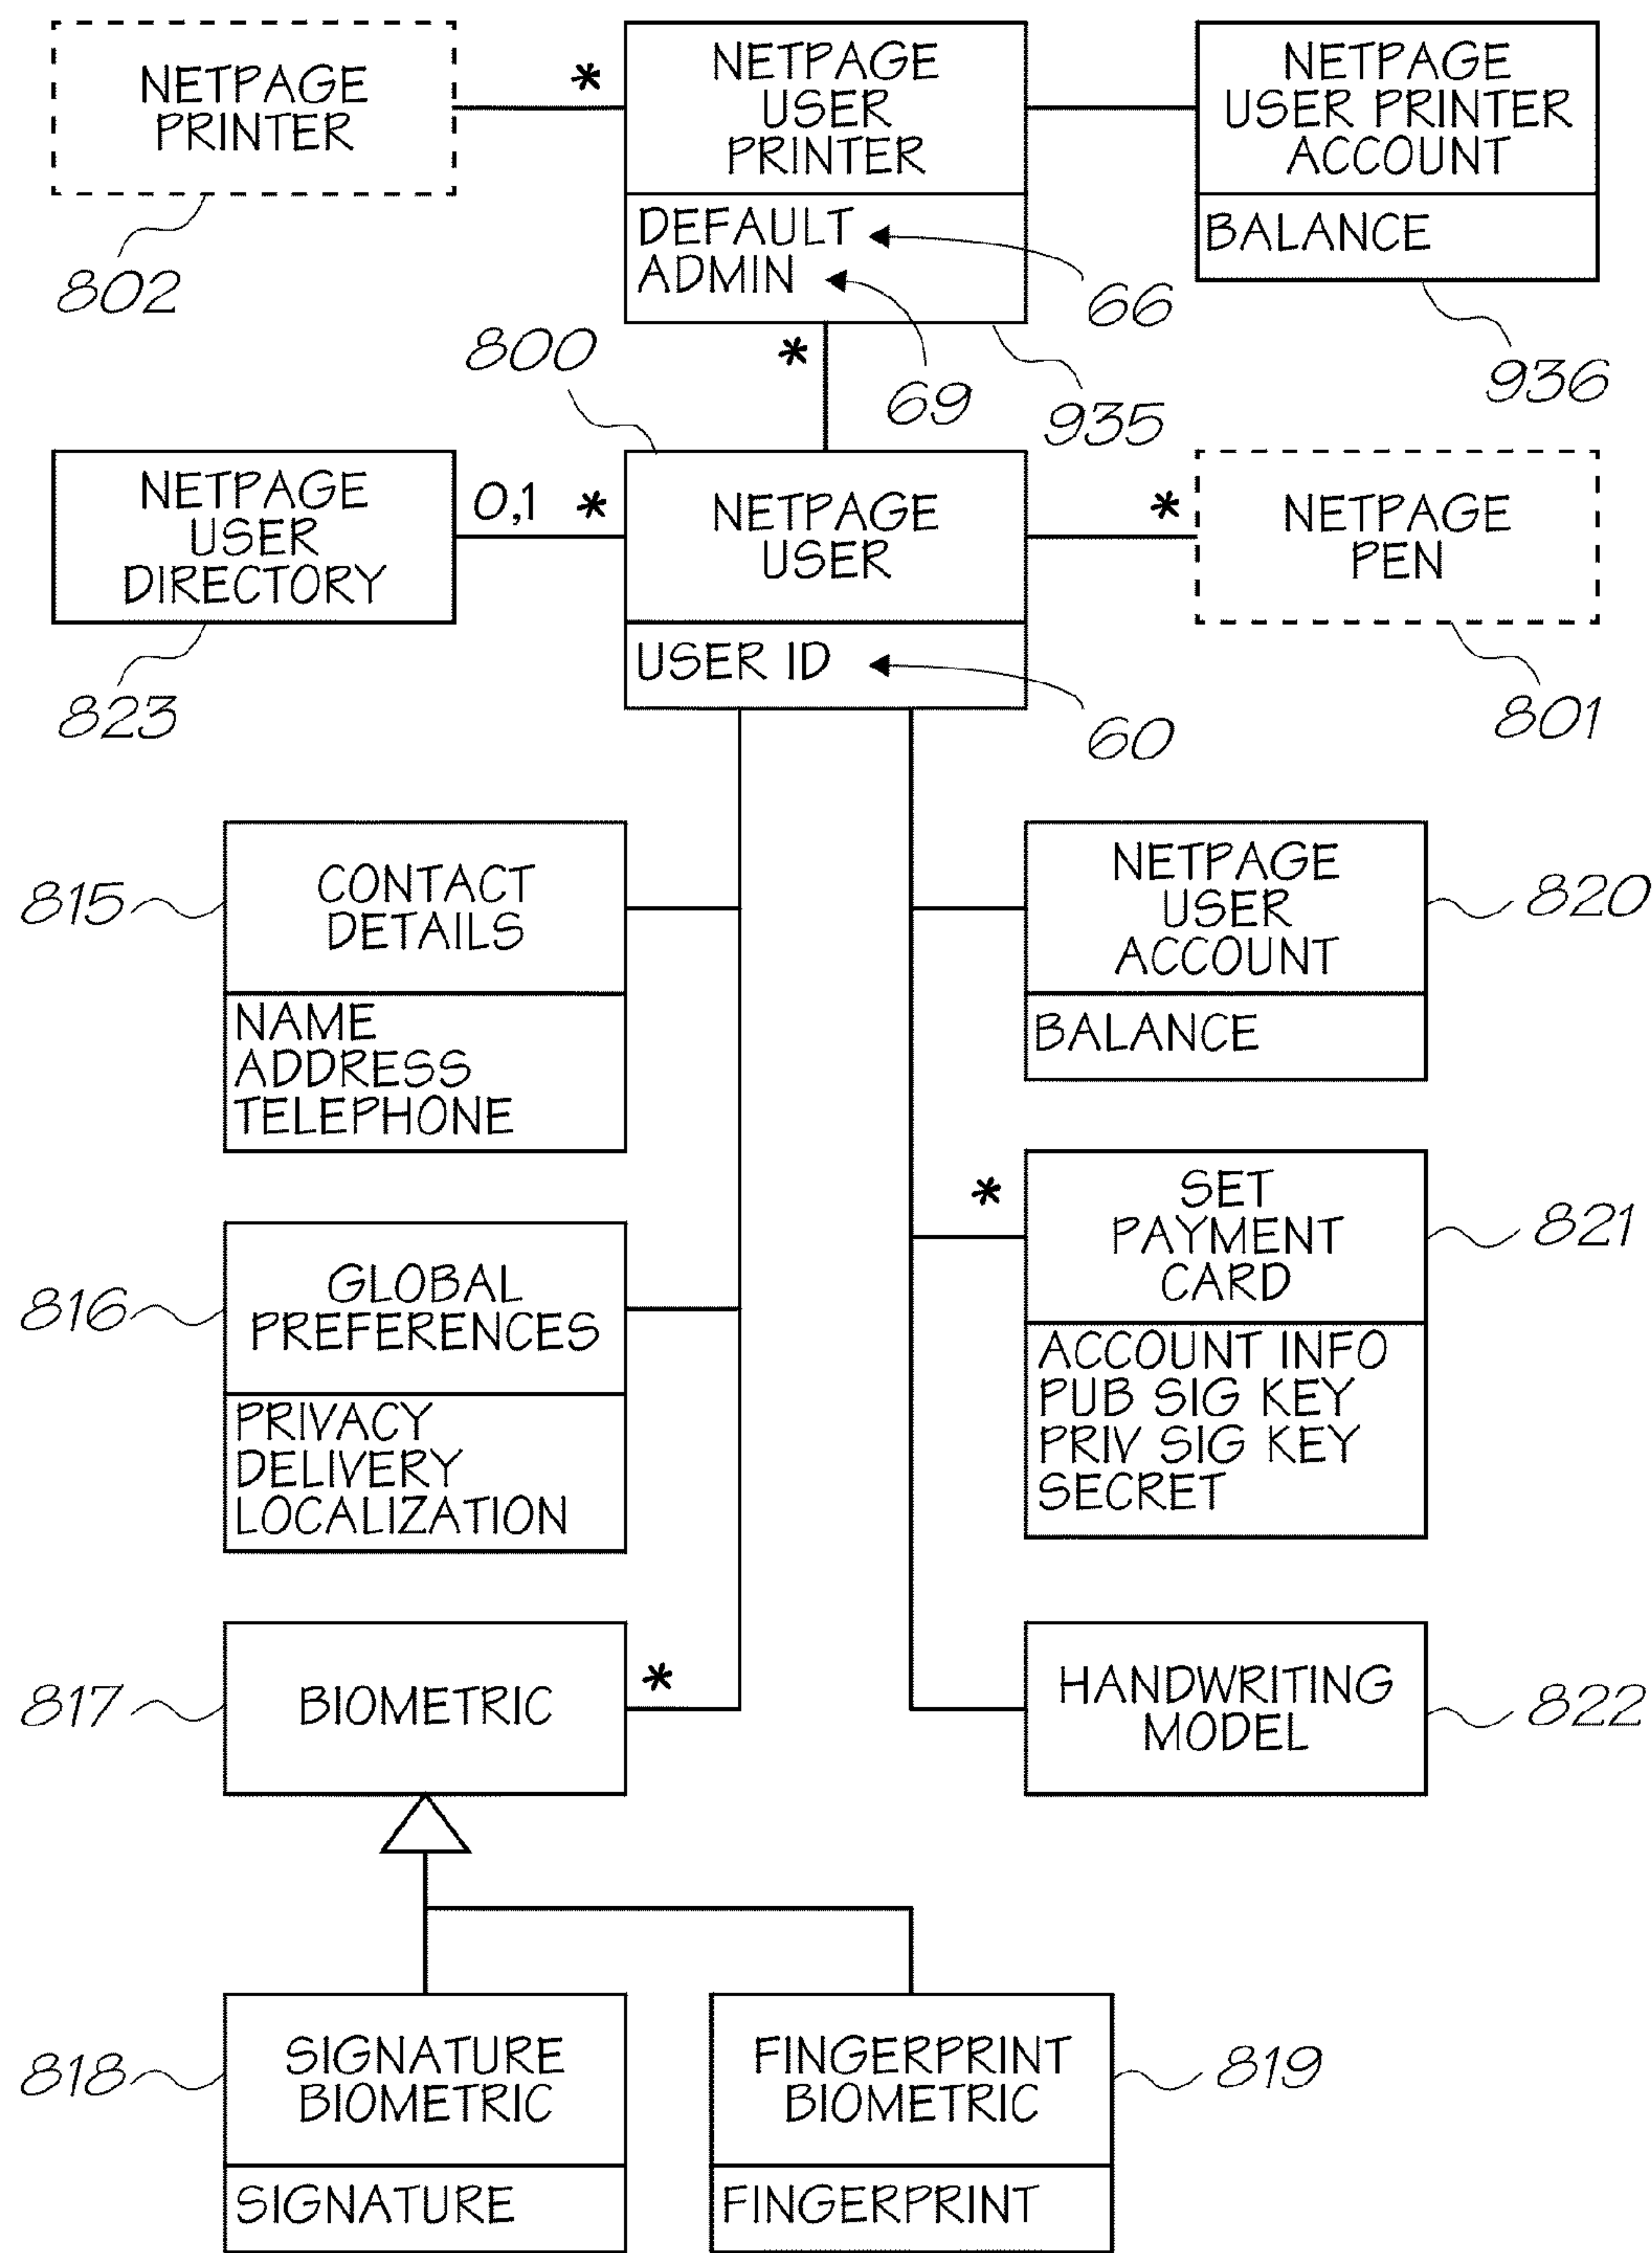 NETPAGE
PRINTER
802
*
NETPAGE
USER
PRINTER
DEFAULT
ADMIN
66
69
935
*
NETPAGE
USER PRINTER
ACCOUNT
BALANCE
936
800
NETPAGE
USER
DIRECTORY
823
0,1 *
NETPAGE
USER
USER ID
60
*
NETPAGE
PEN
801
815
CONTACT
DETAILS
NAME
ADDRESS
TELEPHONE
NETPAGE
USER
ACCOUNT
BALANCE
820
816
GLOBAL
PREFERENCES
PRIVACY
DELIVERY
LOCALIZATION
*
SET
PAYMENT
CARD
ACCOUNT INFO
PUB SIG KEY
PRIV SIG KEY
SECRET
821
817
BIOMETRIC
*
HANDWRITING
MODEL
822
818
SIGNATURE
BIOMETRIC
SIGNATURE
FINGERPRINT
BIOMETRIC
FINGERPRINT
819